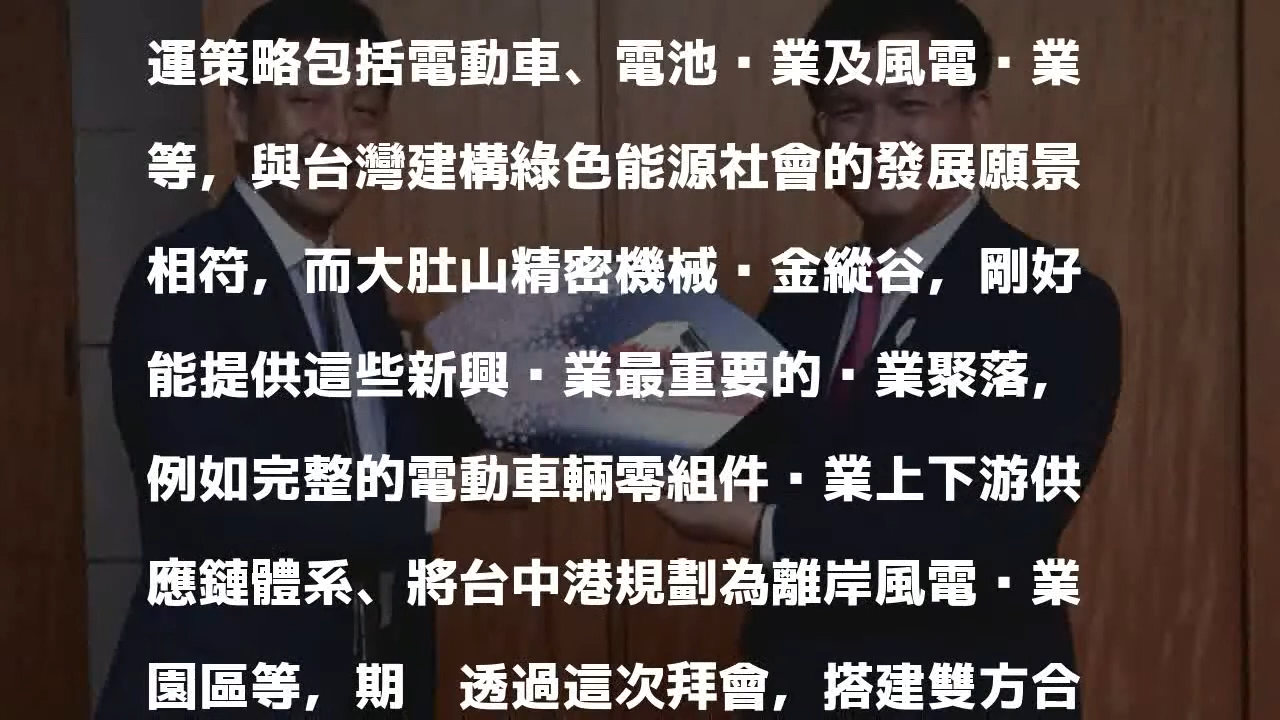 運策略包括電動車、電池▪業及風電▪業
等，與台灣建構綠色能源社會的發展願景
相符，而大肚山精密機械▪金縱谷，剛好
能提供這些新興▪業最重要的▪業聚落，
例如完整的電動車輛零組件▪業上下游供
應鏈體系、將台中港規劃為離岸風電▪業
園區等，期　透過這次拜會，搭建雙方合